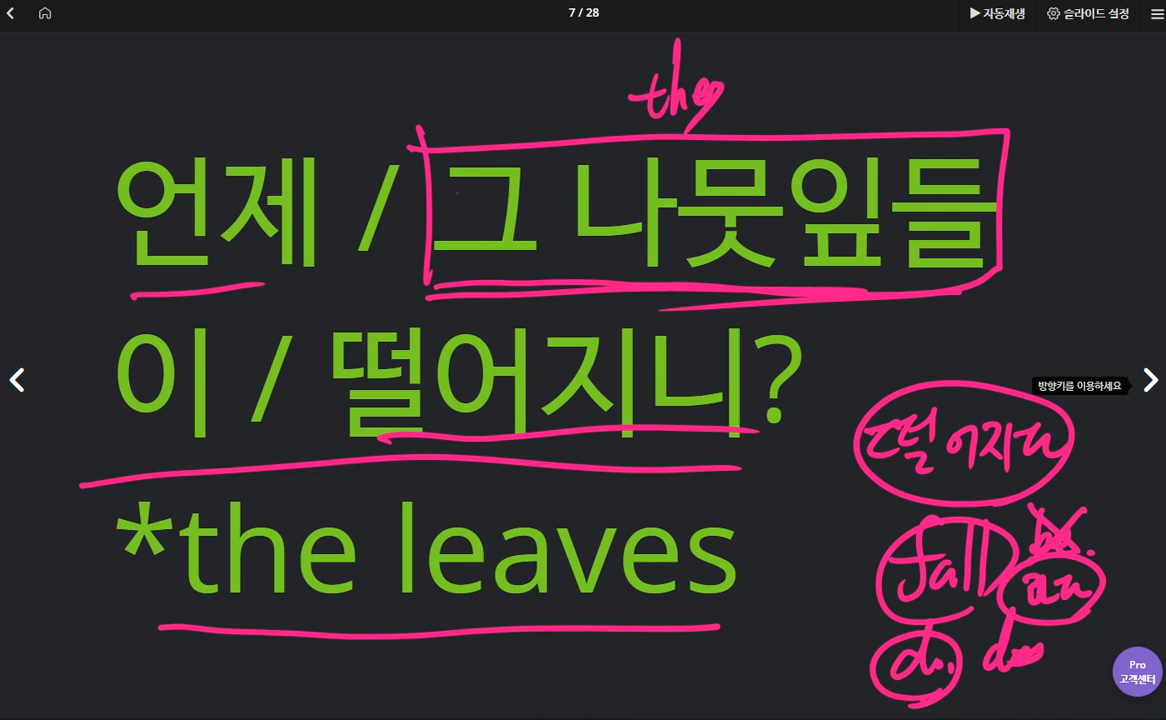 7 / 28
▶ 자동재생
슬라이드 설정
they
언제 / 그 나뭇잎들
이 / 떨어지니?
방향키를 이용하세요
떨어지다
*the leaves
fall
do.
Pro
고객센터